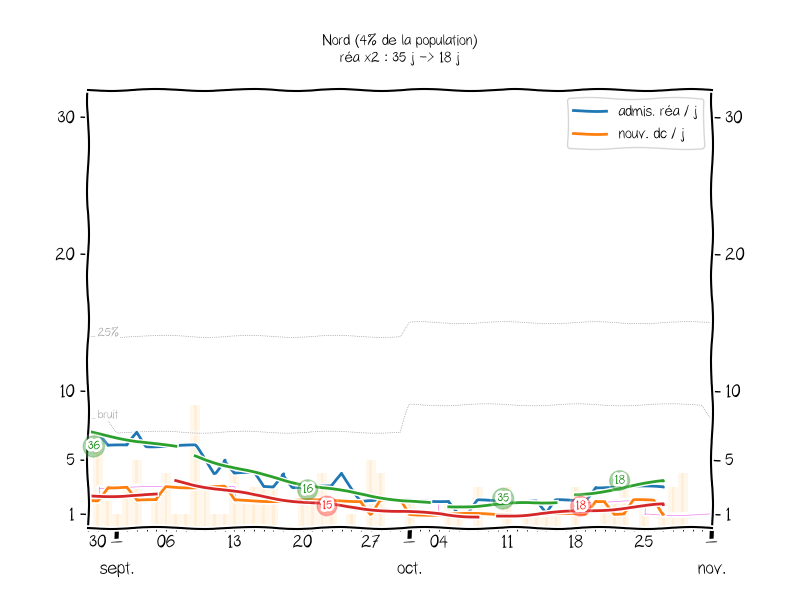 Nord (4% de la population)
réa x2 : 35 j -> 18 j
admis. réa / j
nouv. dc / j
30 30
20 20
25%
10 10
bruit
36
5 5
16 35 18
15 18
1 1
30 06 13 20 27 04 11 18 25
sept. oct. nov.